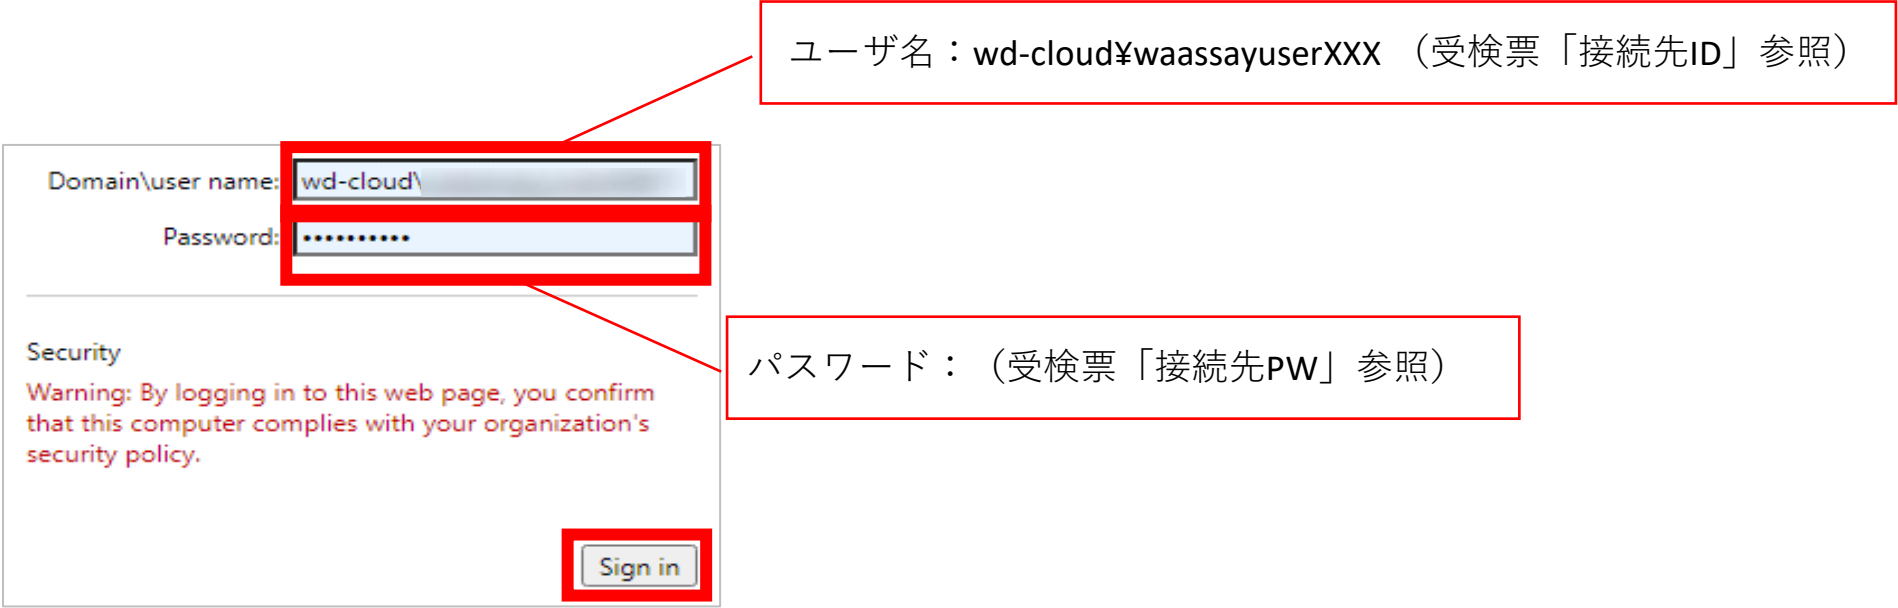 ユーザ名：wd-cloud¥waassayuserXXX （受検票「接続先ID」参照）
Domain\user name: wd-cloud\
Password: ••••••••••
パスワード：（受検票「接続先PW」参照）
Security
Warning: By logging in to this web page, you confirm
that this computer complies with your organization's
security policy.
Sign in